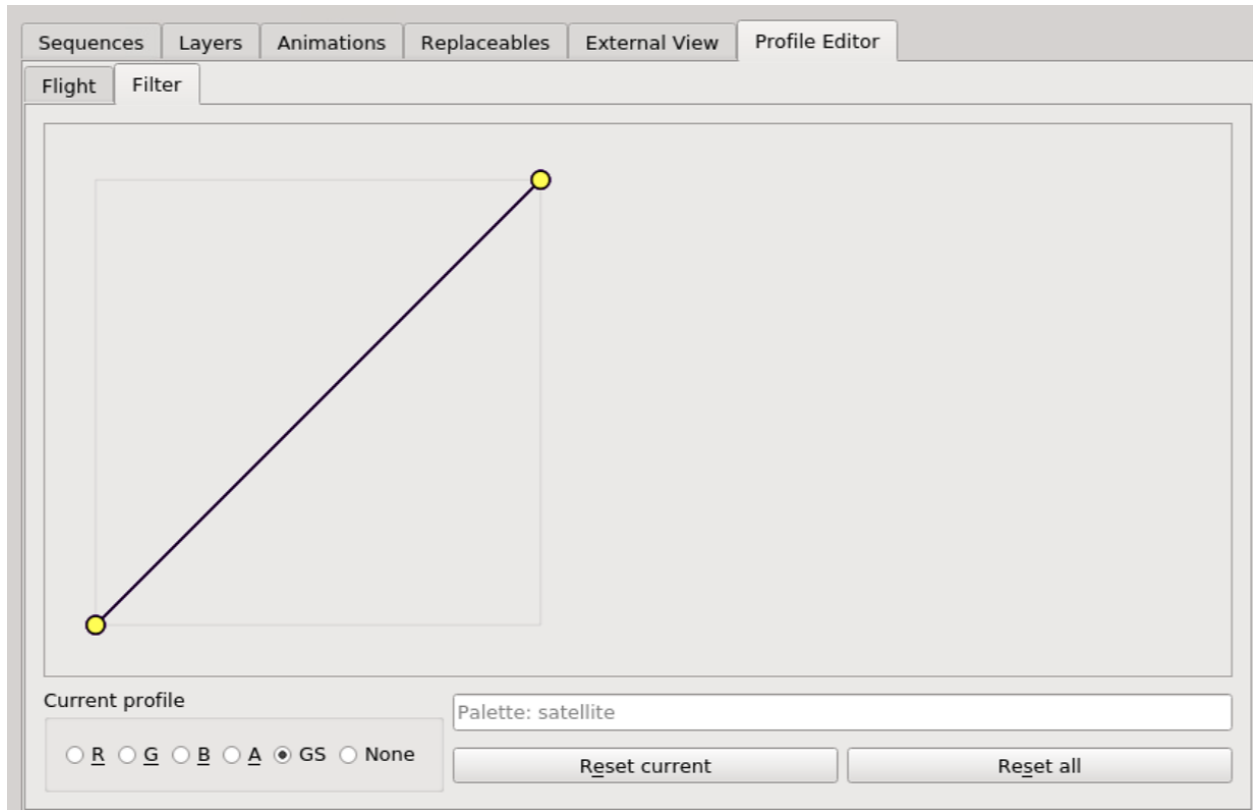 Sequences Layers Animations Replaceables External View Profile Editor
Flight Filter
Current profile
Palette: satellite
R G B A GS None
Reset current Reset all